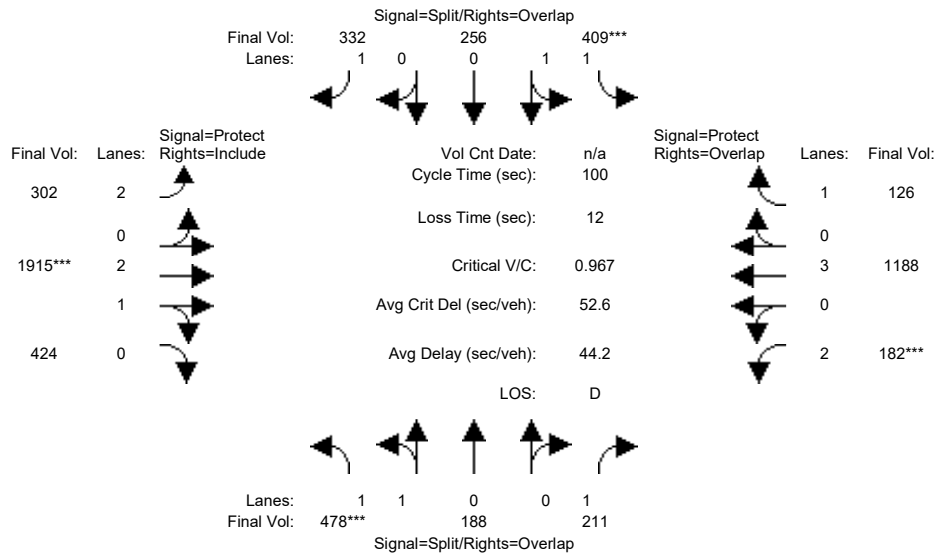 Signal=Split/Rights=Overlap
Final Vol: 332 256 409***
Lanes: 1 0 0 1 1
Signal=Protect Signal=Protect
Final Vol: Lanes: Rights=Include Vol Cnt Date: n/a Rights=Overlap Lanes: Final Vol:
Cycle Time (sec): 100
302 2 1 126
Loss Time (sec): 12
0 0
1915*** 2 Critical V/C: 0.967 3 1188
1 Avg Crit Del (sec/veh): 52.6 0
424 0 Avg Delay (sec/veh): 44.2 2 182***
LOS: D
Lanes: 1 1 0 0 1
Final Vol: 478*** 188 211
Signal=Split/Rights=Overlap